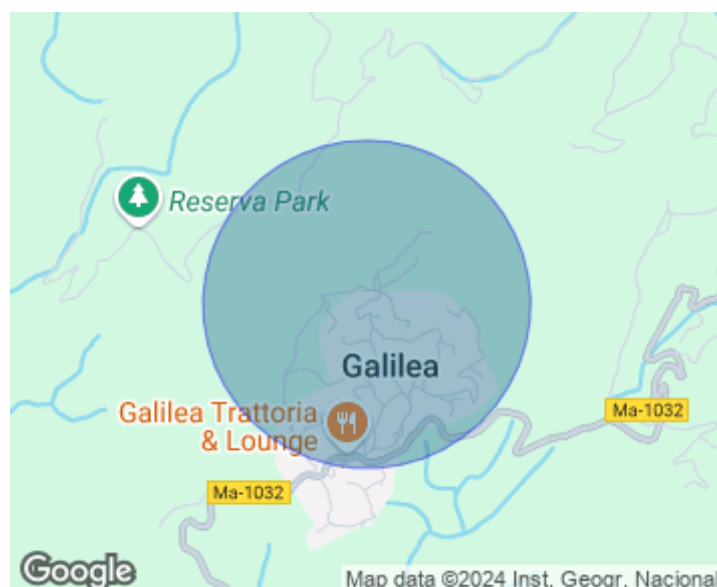 Reserva Park
Galilea
Galilea Trattoria
& Lounge
Ma-1032
Ma-1032
Google
Map data ©2024 Inst. Geogr. Nacional